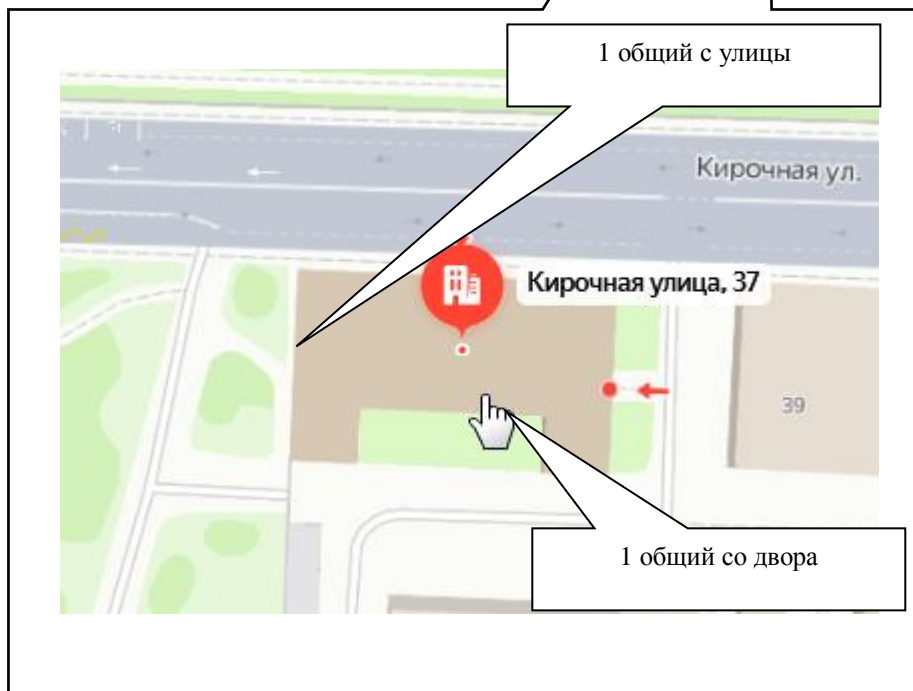 1 общий с улицы
Кирочная ул.
Кирочная улица, 37
39
1 общий со двора